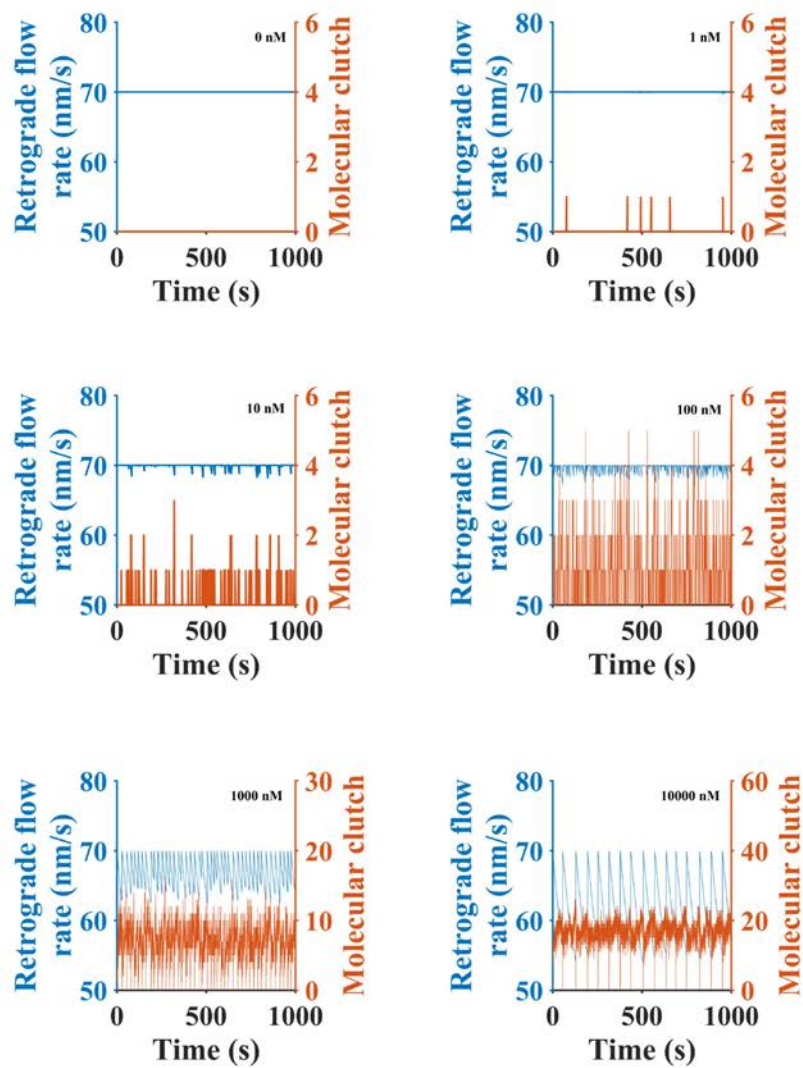 80
70
60
50
Retrograde flow
rate (nm/s)
0 nM
6
4
2
0
Molecular clutch
0
500
1000
Time (s)
80
70
60
50
Retrograde flow
rate (nm/s)
1 nM
6
4
2
0
Molecular clutch
0
500
1000
Time (s)
80
70
60
50
Retrograde flow
rate (nm/s)
10 nM
6
4
2
0
Molecular clutch
0
500
1000
Time (s)
80
70
60
50
Retrograde flow
rate (nm/s)
100 nM
6
4
2
0
Molecular clutch
0
500
1000
Time (s)
80
70
60
50
Retrograde flow
rate (nm/s)
1000 nM
30
20
10
0
Molecular clutch
0
500
1000
Time (s)
80
70
60
50
Retrograde flow
rate (nm/s)
10000 nM
60
40
20
0
Molecular clutch
0
500
1000
Time (s)